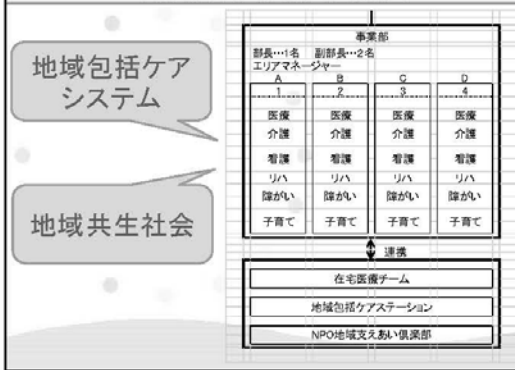 地域包括ケア
システム
地域共生社会
事業部
部長…1名 副部長…2名
エリアマネージャー
A B C D
1 2 3 4
医療 医療 医療 医療
介護 介護 介護 介護
看護 看護 看護 看護
リハ リハ リハ リハ
障がい 障がい 障がい 障がい
子育て 子育て 子育て 子育て
連携
在宅医療チーム
地域包括ケアステーション
NPO地域支えあい倶楽部